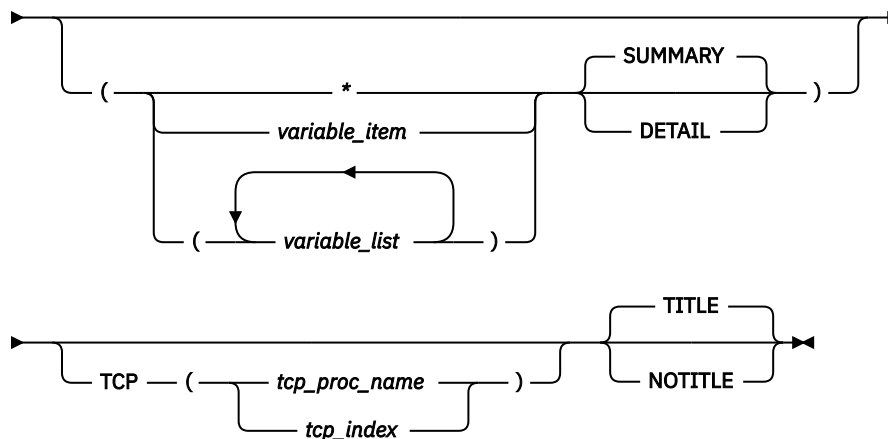 SUMMARY
( * )
variable_item DETAIL
( variable_list )
TITLE
TCP ( tcp_proc_name ) NOTITLE
tcp_index